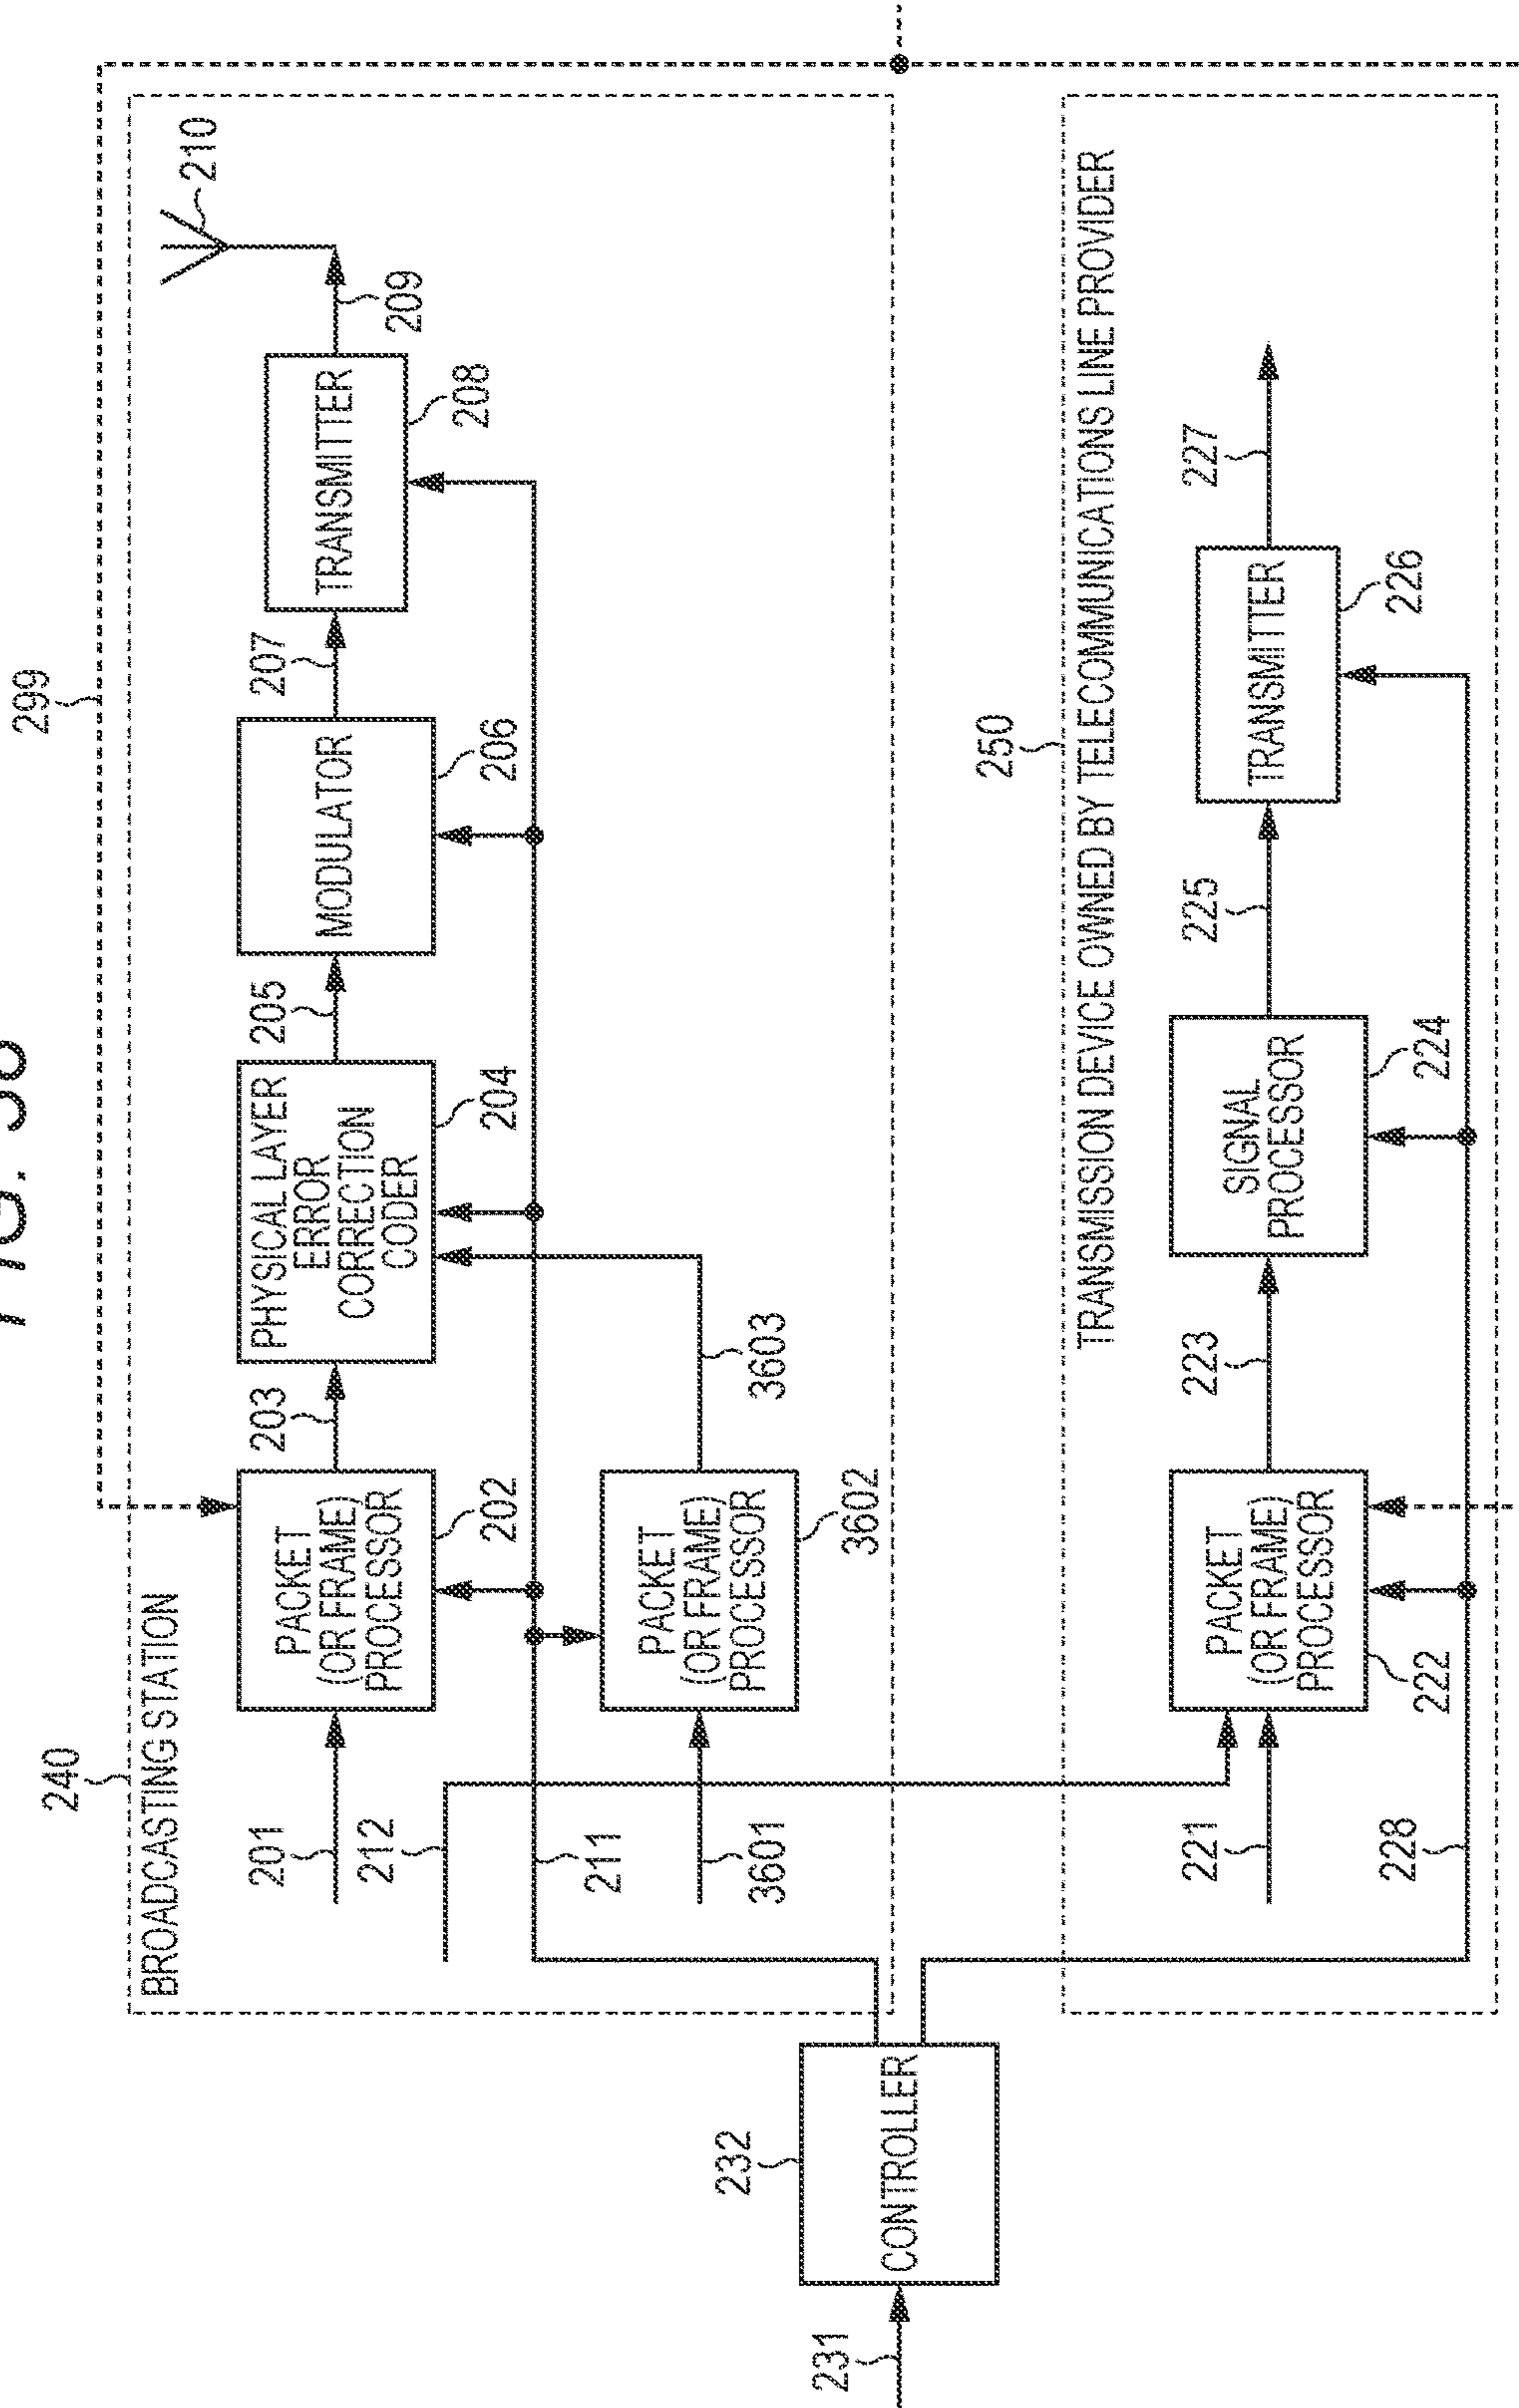 299
240
BROADCASTING STATION
201
PACKET
(OR FRAME)
PROCESSOR
202
203
PHYSICAL LAYER
ERROR
CORRECTION
CODER
204
205
MODULATOR
206
207
TRANSMITTER
208
209
210
212
211
3601
PACKET
(OR FRAME)
PROCESSOR
3602
3603
231
CONTROLLER
232
250
TRANSMISSION DEVICE OWNED BY TELECOMMUNICATIONS LINE PROVIDER
221
PACKET
(OR FRAME)
PROCESSOR
222
223
SIGNAL
PROCESSOR
224
225
TRANSMITTER
226
227
228